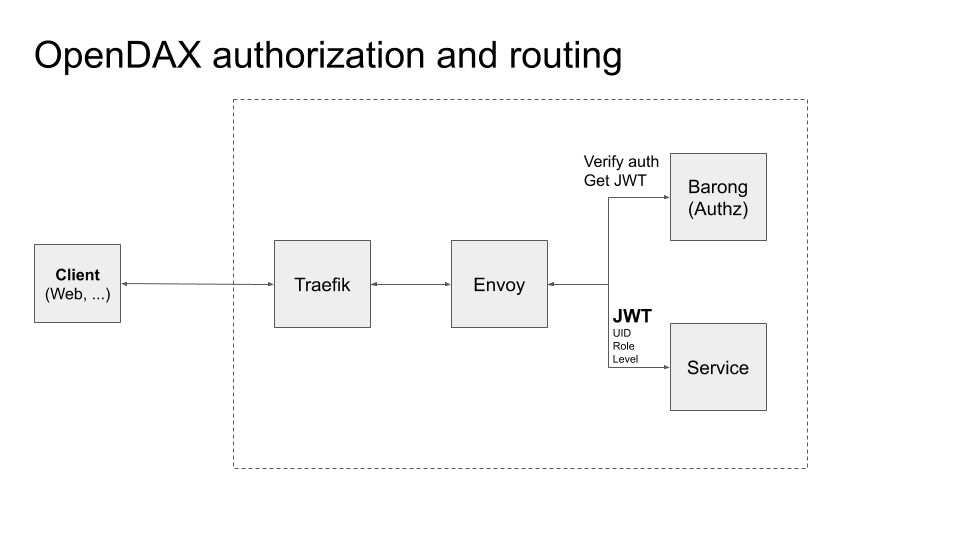 OpenDAX authorization and routing
Verify auth
Get JWT
Barong
(Authz)
Client
(Web, ...)
Traefik
Envoy
JWT
UID
Role
Level
Service